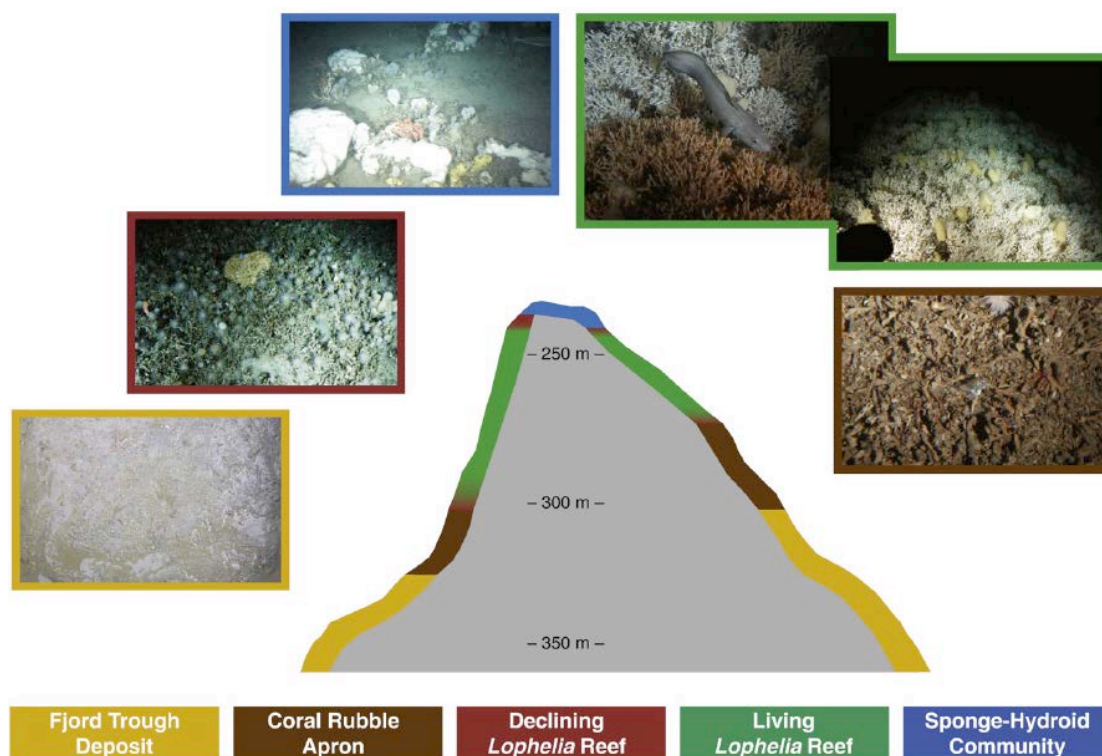 – 250 m –
– 300 m –
– 350 m –
Fjord Trough
Deposit
Coral Rubble
Apron
Declining
Lophelia Reef
Living
Lophelia Reef
Sponge-Hydroid
Community